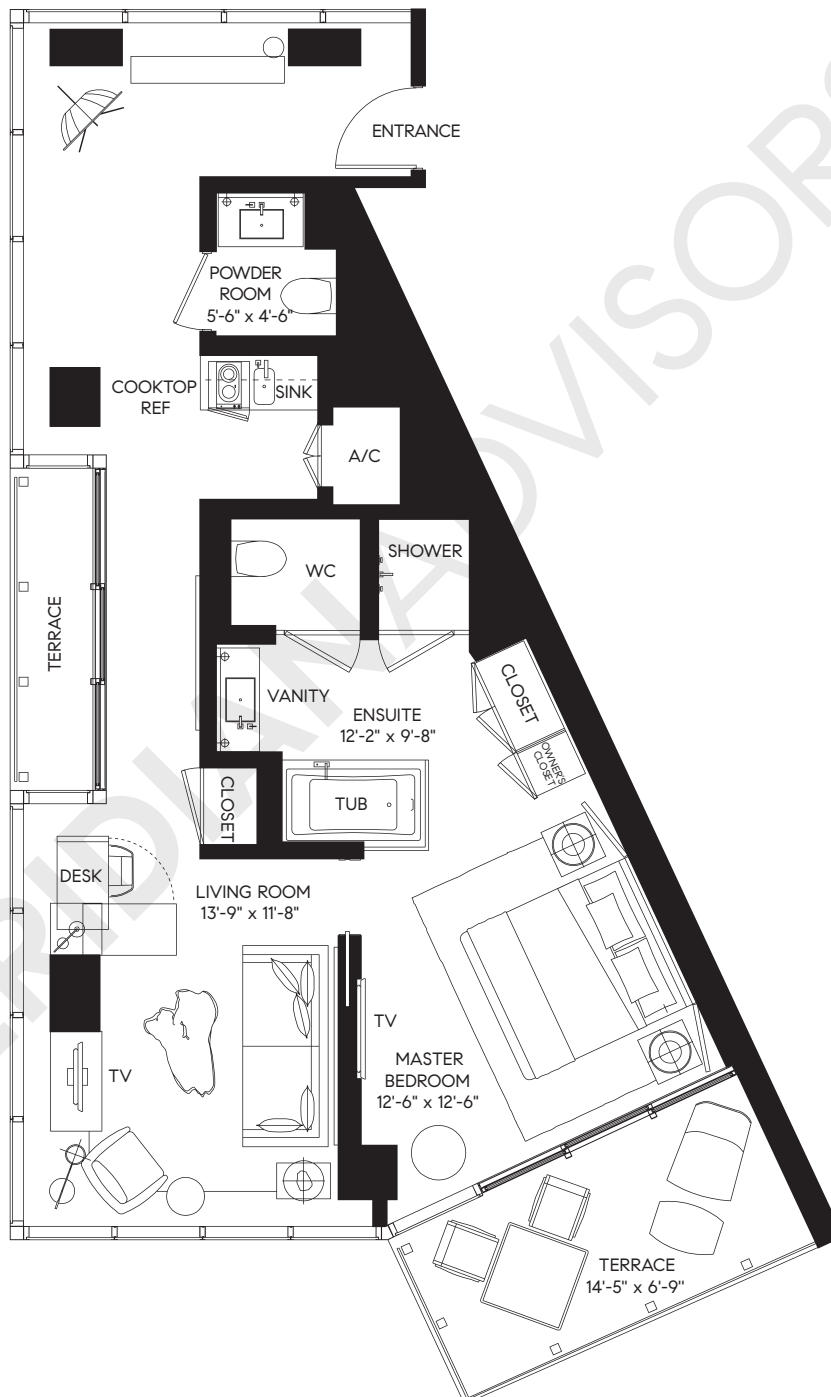 ENTRANCE
POWDER
ROOM
5'-6" x 4'-6"
COOKTOP
REF
SINK
A/C
SHOWER
WC
TERRACE
CLOSET
VANITY
ENSUITE
12'-2" x 9'-8"
OWNER'S
CLOSET
CLOSET
TUB
DESK
LIVING ROOM
13'-9" x 11'-8"
TV
TV
MASTER
BEDROOM
12'-6" x 12'-6"
TERRACE
14'-5" x 6'-9"
ERIDIANADVISORS